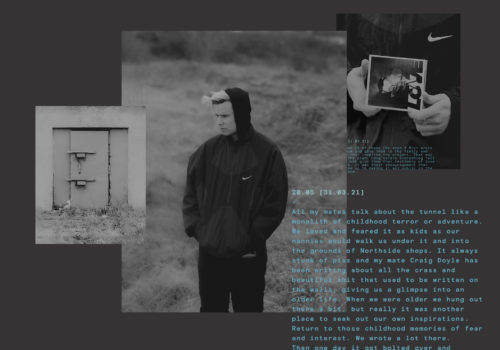 LOVE
20.05 [31.03.21]
All my mates talk about the tunnel like a
monolith of childhood terror or adventure.
We loved and feared it as kids as our
nannies would walk us under it and into
the grounds of Northside shops. It always
stunk of piss and my mate Craig Doyle has
been writing about all the crass and
beautiful shit that used to be written on
the walls, giving us a glimpse into an
older life. When we were older we hung out
there a bit, but really it was another
place to seek out our own inspirations.
Return to those childhood memories of fear
and interest. We wrote a lot there.
Then one day it got bolted over and